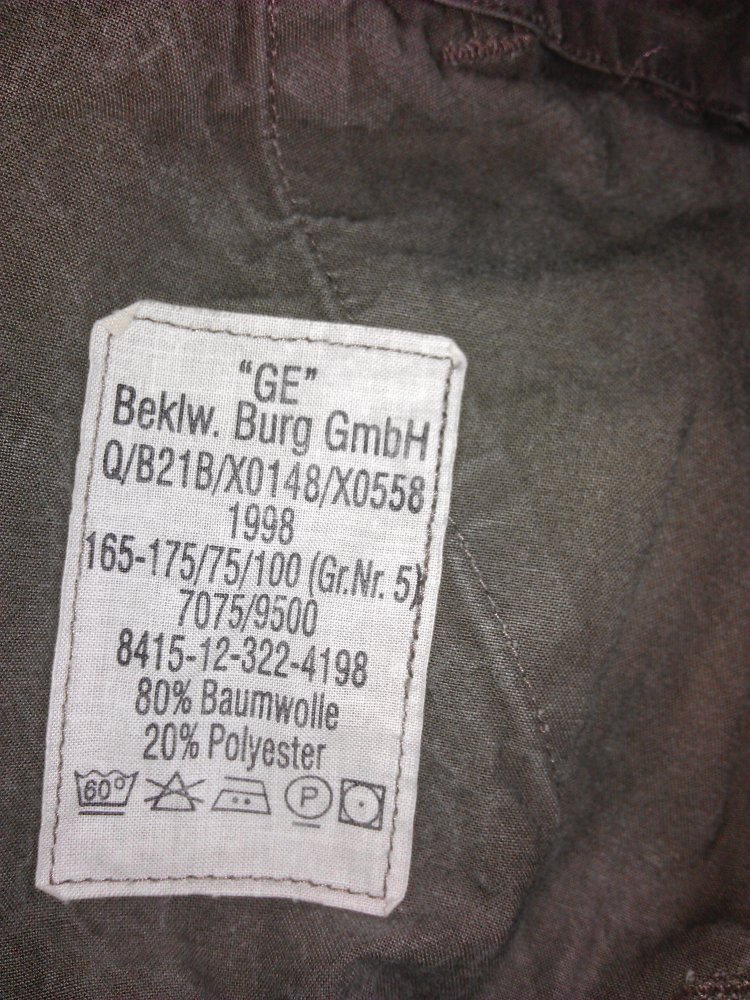 “GE”
Beklw. Burg GmbH
Q/B21B/X0148/X0558
1998
165-175/75/100 (Gr.Nr. 5)
7075/9500
8415-12-322-4198
80% Baumwolle
20% Polyester
60° P